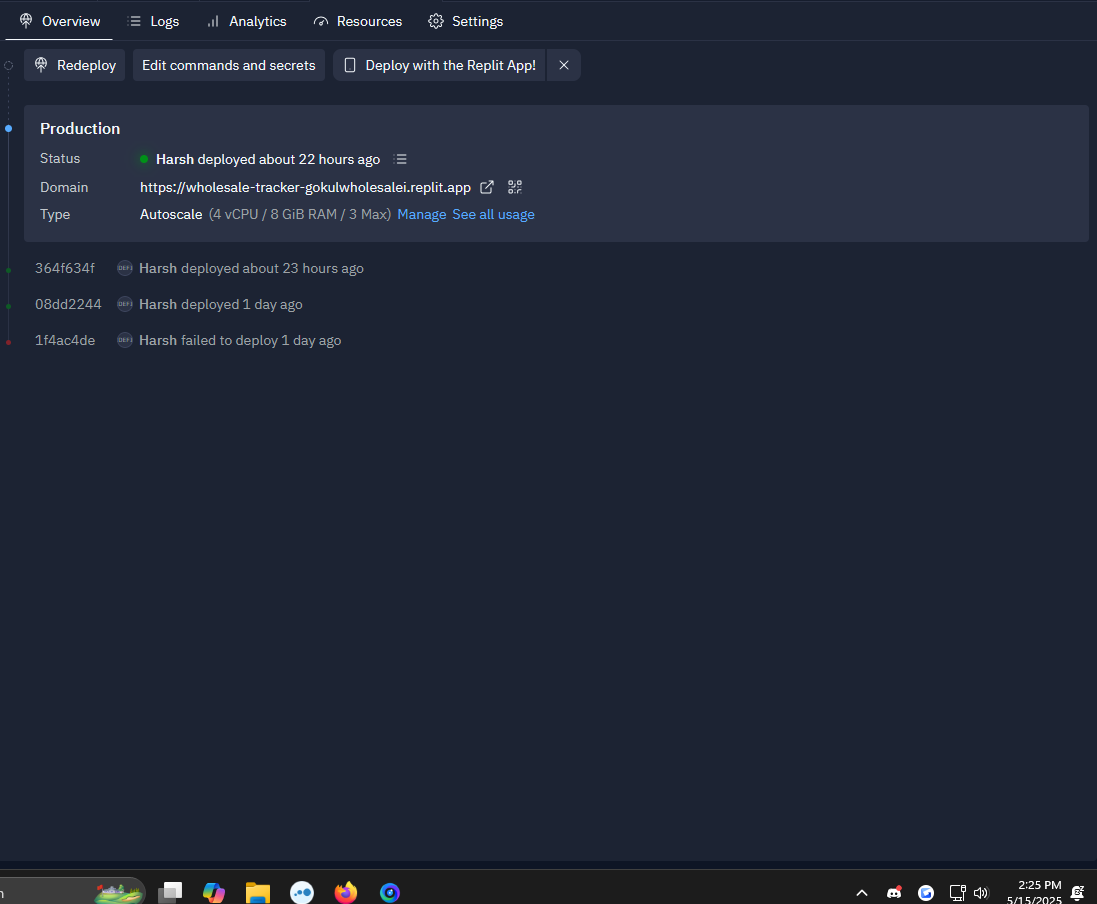 Overview Logs Analytics Resources Settings
Redeploy Edit commands and secrets Deploy with the Replit App!
Production
Status Harsh deployed about 22 hours ago
Domain https://wholesale-tracker-gokulwholesalei.replit.app
Type Autoscale (4 vCPU / 8 GiB RAM / 3 Max) Manage See all usage
364f634f DEFI Harsh deployed about 23 hours ago
08dd2244 DEFI Harsh deployed 1 day ago
1f4ac4de DEFI Harsh failed to deploy 1 day ago
2:25 PM
5/15/2025